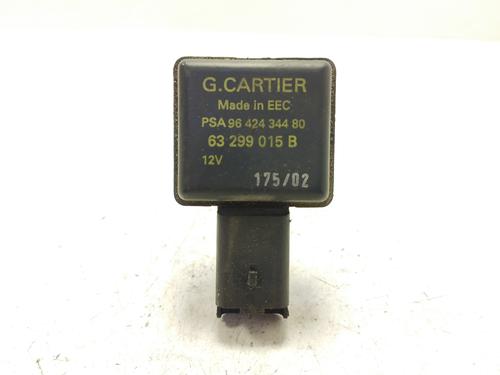 G.CARTIER
Made in EEC
PSA 96 424 344 80
63 299 015 B
12V
175/02